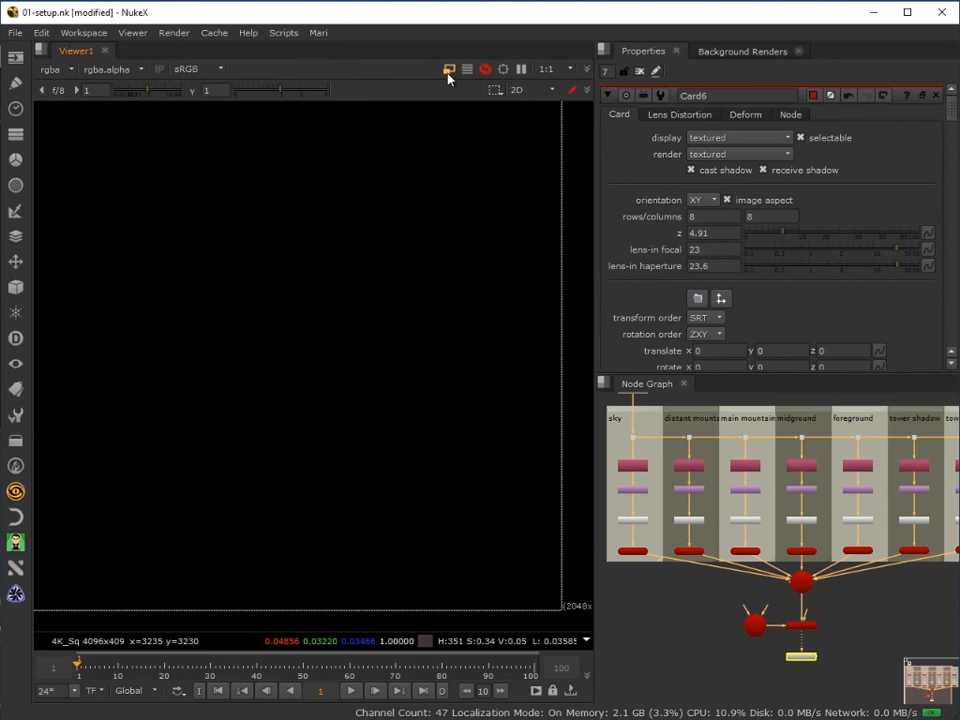 01-setup.nk [modified] - NukeX
File Edit Workspace Viewer Render Cache Help Scripts Mari
Viewer1
rgba rgba.alpha IP sRGB 1:1
f/8 1 γ 1 2D
(2048x
4K_Sq 4096x409 x=3235 y=3230 0.04856 0.03220 0.03466 1.00000 H:351 S:0.34 V:0.05 L: 0.03585
1 1 10 20 30 40 50 60 70 80 90 100 100
24* TF Global I 1 O 10
Properties Background Renders
7
Card6
Card Lens Distortion Deform Node
display textured selectable
render textured
cast shadow receive shadow
orientation XY image aspect
rows/columns 8 8
z 4.91
lens-in focal 23
lens-in haperture 23.6
transform order SRT
rotation order ZXY
translate x 0 y 0 z 0
rotate x 0 y 0 z 0
Node Graph
sky distant mounta main mountain midground foreground tower shadow tow
Channel Count: 47 Localization Mode: On Memory: 2.1 GB (3.3%) CPU: 10.9% Disk: 0.0 MB/s Network: 0.0 MB/s